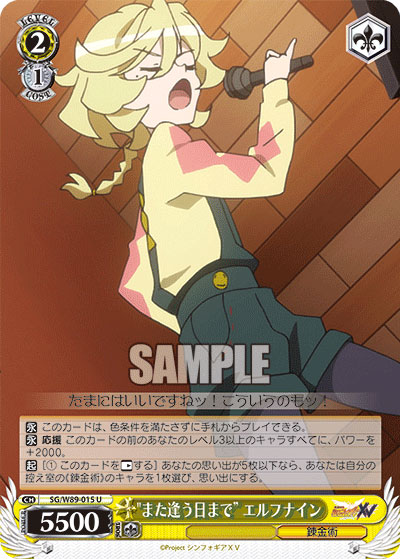 LEVEL
2
1
COST
SAMPLE
たまにはいいですねッ！こういうのもッ！
永 このカードは、色条件を満たさずに手札からプレイできる。
永 応援 このカードの前のあなたのレベル3以上のキャラすべてに、パワーを
+2000。
起 [① このカードを する] あなたの思い出が5枚以下なら、あなたは自分の
控え室の《錬金術》のキャラを1枚選び、思い出にする。
CH SG/W89-015 U
5500
"また逢う日まで" エルフナイン
XV
錬金術
©Project シンフォギアＸＶ